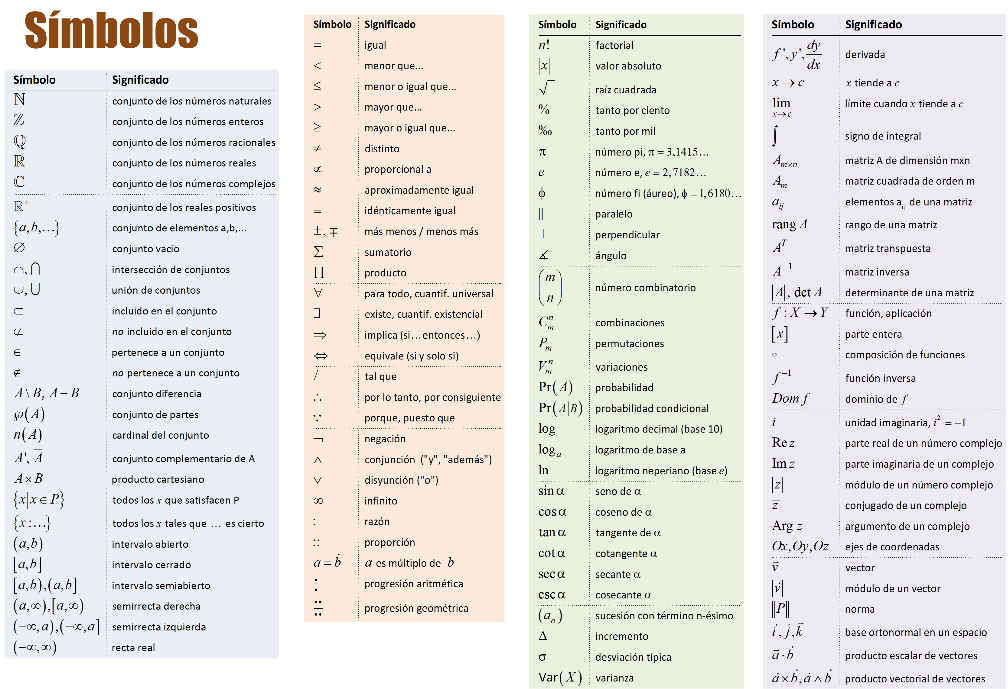 Símbolos
Símbolo Significado
ℕ conjunto de los números naturales
ℤ conjunto de los números enteros
ℚ conjunto de los números racionales
ℝ conjunto de los números reales
ℂ conjunto de los números complejos
ℝ⁺ conjunto de los reales positivos
{a,b,…} conjunto de elementos a,b,...
∅ conjunto vacio
∩,⋂ intersección de conjuntos
∪,⋃ unión de conjuntos
⊂ incluido en el conjunto
⊄ no incluido en el conjunto
∈ pertenece a un conjunto
∉ no pertenece a un conjunto
A \ B, A − B conjunto diferencia
℘(A) conjunto de partes
n(A) cardinal del conjunto
A', A̅ conjunto complementario de A
A×B producto cartesiano
{x|x∈P} todos los x que satisfacen P
{x:…} todos los x tales que … es cierto
(a,b) intervalo abierto
[a,b] intervalo cerrado
[a,b),(a,b] intervalo semiabierto
(a,∞),[a,∞) semirrecta derecha
(−∞,a),(−∞,a] semirrecta izquierda
(−∞,∞) recta real
Símbolo Significado
= igual
< menor que...
≤ menor o igual que...
> mayor que...
≥ mayor o igual que...
≠ distinto
∝ proporcional a
≈ aproximadamente igual
= idénticamente igual
±, ∓ más menos / menos más
∑ sumatorio
∏ producto
∀ para todo, cuantif. universal
∃ existe, cuantif. existencial
⇒ implica (si… entonces…)
⇔ equivale (si y solo si)
/ tal que
∴ por lo tanto, por consiguiente
∵ porque, puesto que
¬ negación
∧ conjunción ("y", "además")
∨ disyunción ("o")
∞ infinito
: razón
:: proporción
a = ḃ a es múltiplo de b
÷ progresión aritmética
∺ progresión geométrica
Símbolo Significado
n! factorial
|x| valor absoluto
√ raíz cuadrada
% tanto por ciento
‰ tanto por mil
π número pi, π = 3,1415…
e número e, e = 2,7182…
ϕ número fi (áureo), ϕ = 1,6180…
|| paralelo
⊥ perpendicular
∡ ángulo
(m n) número combinatorio
Cₘⁿ combinaciones
Pₘ permutaciones
Vₘⁿ variaciones
Pr(A) probabilidad
Pr(A|B) probabilidad condicional
log logaritmo decimal (base 10)
logₐ logaritmo de base a
ln logaritmo neperiano (base e)
sin α seno de α
cos α coseno de α
tan α tangente de α
cot α cotangente α
sec α secante α
csc α cosecante α
(aₙ) sucesión con término n-ésimo
Δ incremento
σ desviación típica
Var(X) varianza
Símbolo Significado
f', y', dy/dx derivada
x → c x tiende a c
lim x→c límite cuando x tiende a c
∫ signo de integral
Aₘₓₙ matriz A de dimensión mxn
Aₘ matriz cuadrada de orden m
aᵢⱼ elementos aᵢⱼ de una matriz
rang A rango de una matriz
Aᵀ matriz transpuesta
A⁻¹ matriz inversa
|A|, det A determinante de una matriz
f : X → Y función, aplicación
[x] parte entera
∘ composición de funciones
f⁻¹ función inversa
Dom f dominio de f
i unidad imaginaria, i² = −1
Re z parte real de un número complejo
Im z parte imaginaria de un complejo
|z| módulo de un número complejo
z̅ conjugado de un complejo
Arg z argumento de un complejo
Ox,Oy,Oz ejes de coordenadas
v⃗ vector
|v⃗| módulo de un vector
‖P‖ norma
i⃗, j⃗, k⃗ base ortonormal en un espacio
a⃗ · b⃗ producto escalar de vectores
a⃗ × b⃗, a⃗ ∧ b⃗ producto vectorial de vectores